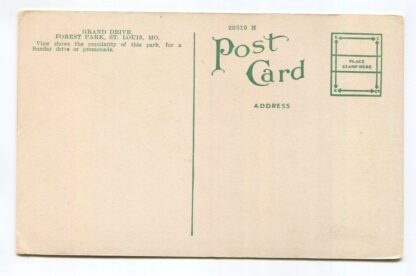 GRAND DRIVE,
FOREST PARK, ST. LOUIS, MO.
View shows the popularity of this park, for a
Sunday drive or promenade.
26510 N
Post
Card
ADDRESS
PLACE
STAMP HERE